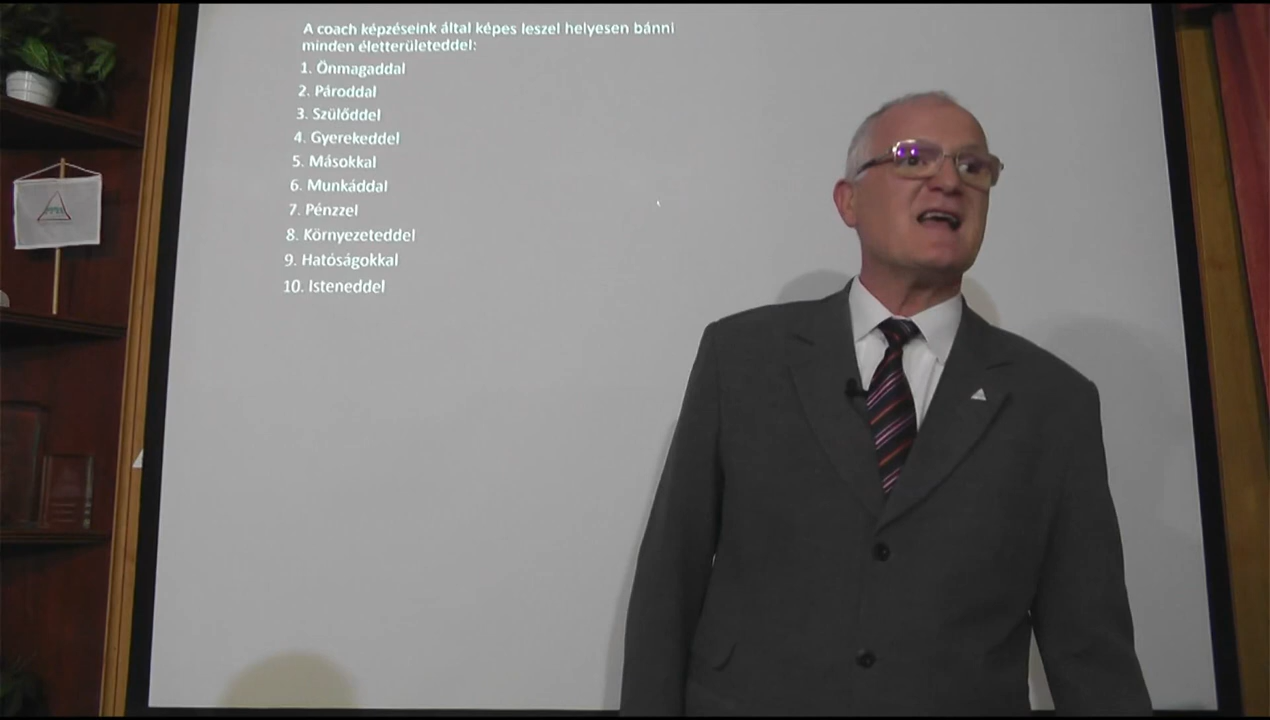 A coach képzéseink által képes leszel helyesen bánni
minden életterületeddel:
1. Önmagaddal
2. Pároddal
3. Szülőddel
4. Gyerekeddel
5. Másokkal
6. Munkáddal
7. Pénzzel
8. Környezeteddel
9. Hatóságokkal
10. Isteneddel